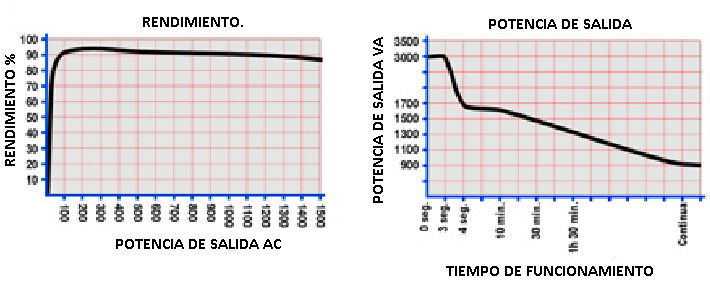 RENDIMIENTO.
RENDIMIENTO %
100
90
80
70
60
50
40
30
20
10
100
200
300
400
500
600
700
800
900
1000
1100
1200
1300
1400
1500
POTENCIA DE SALIDA AC
POTENCIA DE SALIDA
POTENCIA DE SALIDA VA
3500
3000
1700
1500
1300
1100
900
0 seg.
3 seg.
4 seg.
10 min.
30 min.
1h 30 min.
Continua
TIEMPO DE FUNCIONAMIENTO